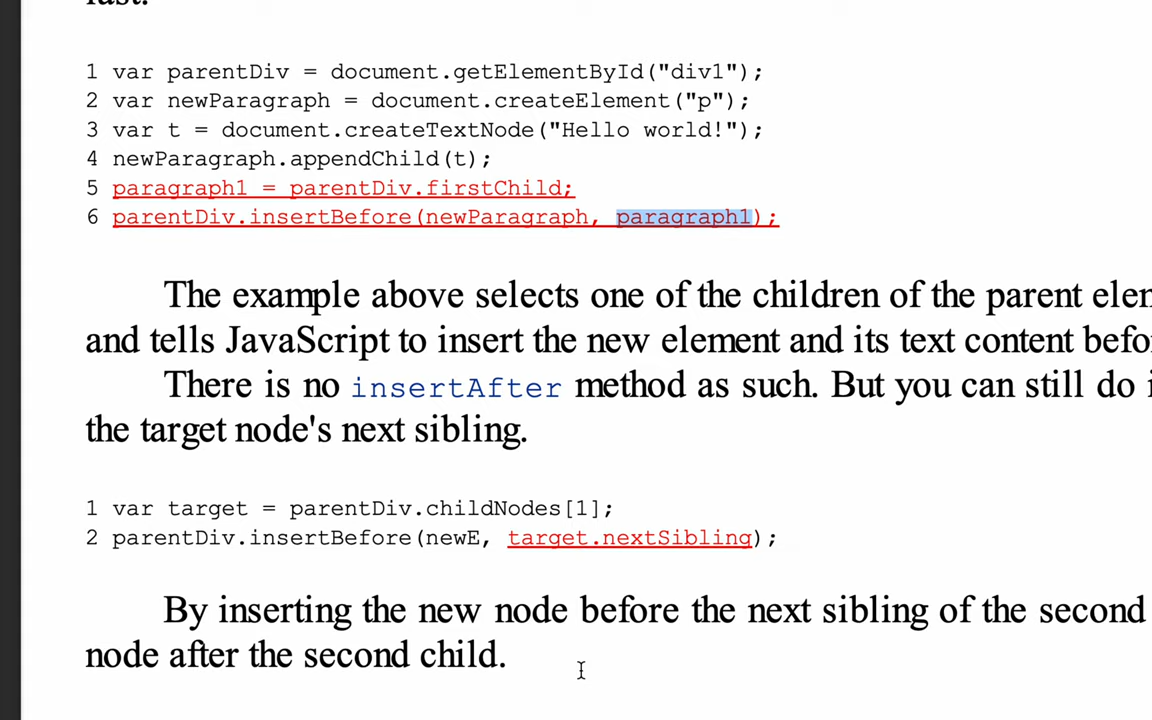 last.
1 var parentDiv = document.getElementById("div1");
2 var newParagraph = document.createElement("p");
3 var t = document.createTextNode("Hello world!");
4 newParagraph.appendChild(t);
5 paragraph1 = parentDiv.firstChild;
6 parentDiv.insertBefore(newParagraph, paragraph1);
The example above selects one of the children of the parent
and tells JavaScript to insert the new element and its text content
There is no insertAfter method as such. But you can still do
the target node's next sibling.
1 var target = parentDiv.childNodes[1];
2 parentDiv.insertBefore(newE, target.nextSibling);
By inserting the new node before the next sibling of the second
node after the second child.